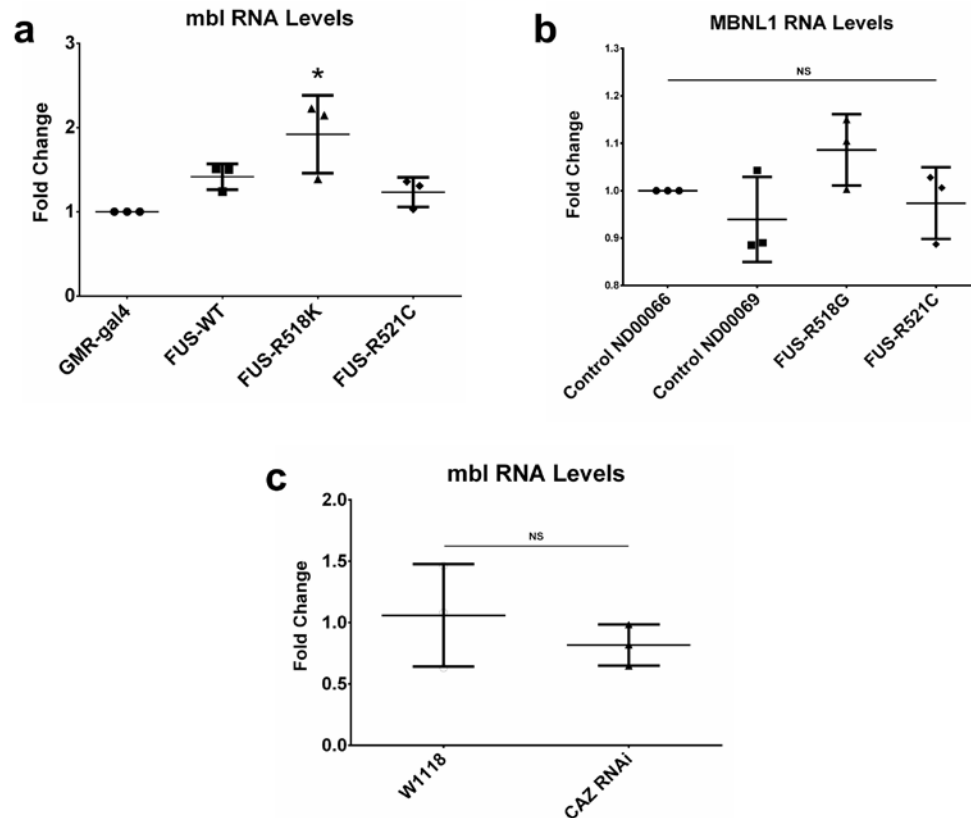 a
mbl RNA Levels
Fold Change
3
2
1
0
*
GMR-gal4
FUS-WT
FUS-R518K
FUS-R521C
b
MBNL1 RNA Levels
Fold Change
1.3
1.2
1.1
1.0
0.9
0.8
NS
Control ND00066
Control ND00069
FUS-R518G
FUS-R521C
c
mbl RNA Levels
Fold Change
2.0
1.5
1.0
0.5
0.0
NS
W1118
CAZ RNAi